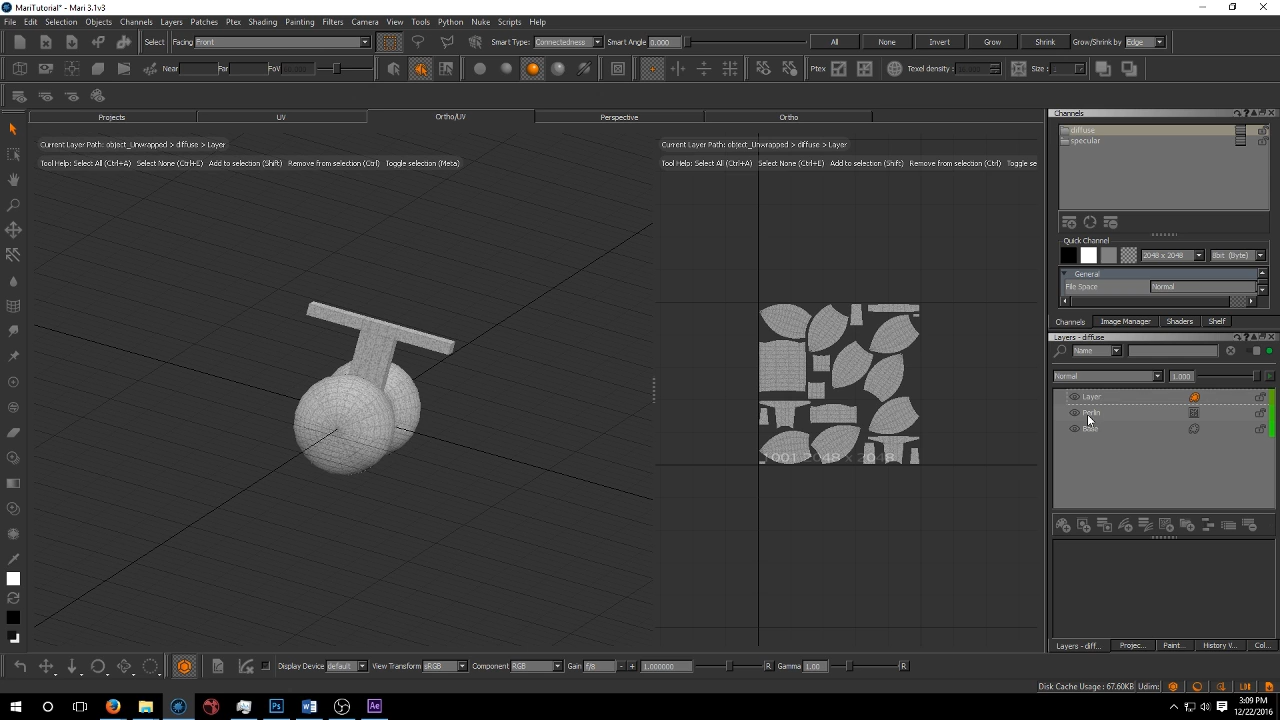 MariTutorial* - Mari 3.1v3
File Edit Selection Objects Channels Layers Patches Ptex Shading Painting Filters Camera View Tools Python Nuke Scripts Help
Select Facing Front Smart Type: Connectedness Smart Angle 0.000 All None Invert Grow Shrink Grow/Shrink by Edge
Near Far FoV Ptex Texel density: Size :
Projects UV Ortho/UV Perspective Ortho
Current Layer Path: object_Unwrapped > diffuse > Layer
Tool Help: Select All (Ctrl+A) Select None (Ctrl+E) Add to selection (Shift) Remove from selection (Ctrl) Toggle selection (Meta)
Current Layer Path: object_Unwrapped > diffuse > Layer
Tool Help: Select All (Ctrl+A) Select None (Ctrl+E) Add to selection (Shift) Remove from selection (Ctrl) Toggle se
1001 2048 x 2048
Channels
diffuse
specular
Quick Channel
2048 x 2048 8bit (Byte)
General
File Space Normal
Channels Image Manager Shaders Shelf
Layers - diffuse
Name
Normal 1.000
Layer
Perlin
Base
Layers - diff... Projec... Paint... History V... Col...
Display Device default View Transform sRGB Component RGB Gain f/8 - + 1.000000 R Gamma 1.00 R
Disk Cache Usage : 67.60KB Udim:
3:09 PM
12/22/2016